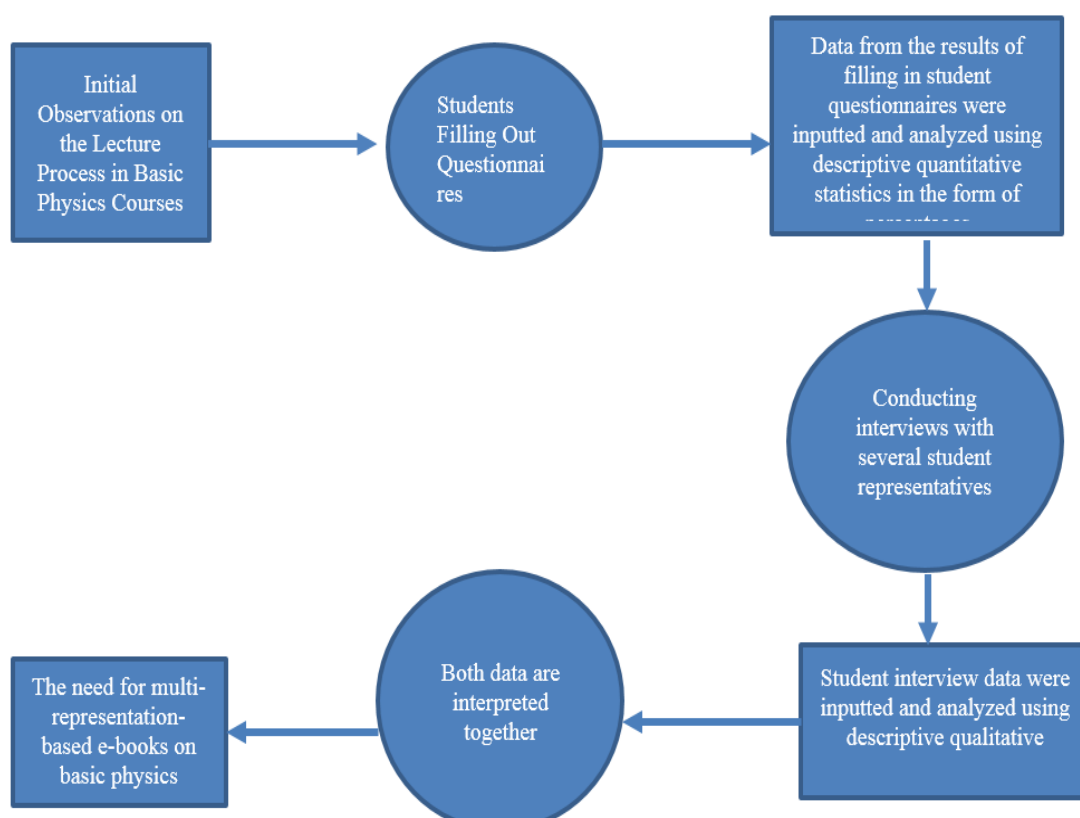 Initial
Observations on
the Lecture
Process in Basic
Physics Courses
Students
Filling Out
Questionnai
res
Data from the results of
filling in student
questionnaires were
inputted and analyzed using
descriptive quantitative
statistics in the form of
Conducting
interviews with
several student
representatives
Student interview data were
inputted and analyzed using
descriptive qualitative
Both data are
interpreted
together
The need for multi-
representation-
based e-books on
basic physics